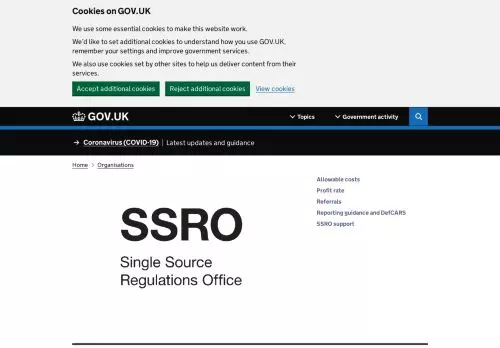 Cookies on GOV.UK
We use some essential cookies to make this website work.
We'd like to set additional cookies to understand how you use GOV.UK,
remember your settings and improve government services.
We also use cookies set by other sites to help us deliver content from their
services.
Accept additional cookies Reject additional cookies View cookies
GOV.UK Topics Government activity
→ Coronavirus (COVID-19) | Latest updates and guidance
Home > Organisations
Allowable costs
Profit rate
Referrals
Reporting guidance and DefCARS
SSRO support
SSRO
Single Source
Regulations Office